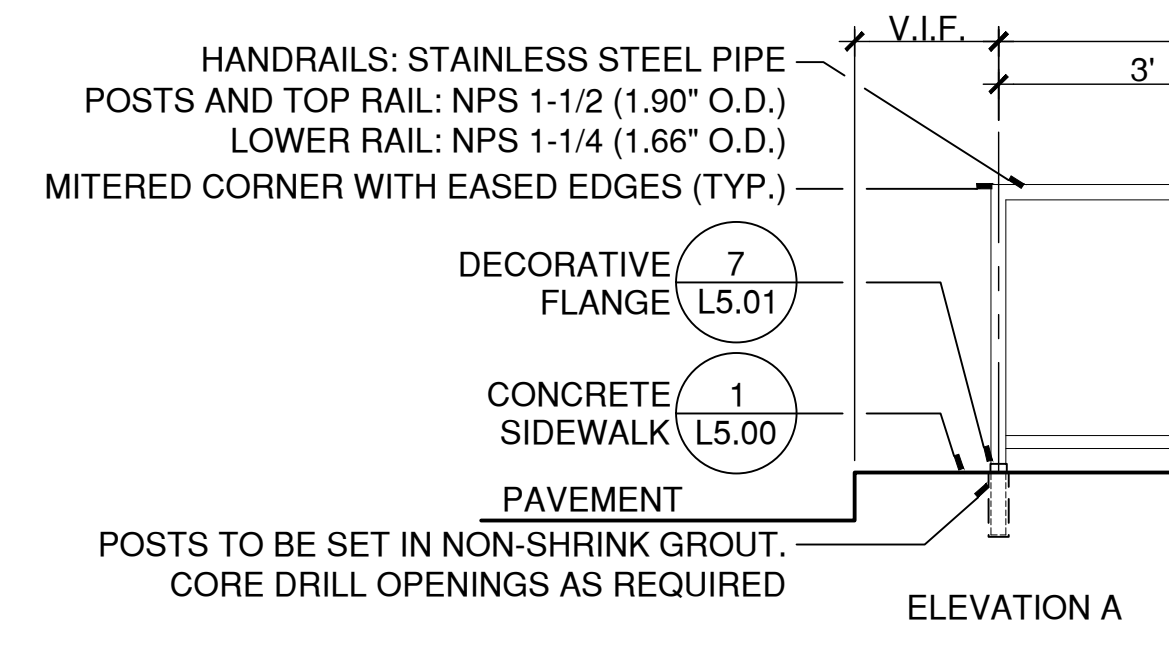 V.I.F.
3'
HANDRAILS: STAINLESS STEEL PIPE
POSTS AND TOP RAIL: NPS 1-1/2 (1.90" O.D.)
LOWER RAIL: NPS 1-1/4 (1.66" O.D.)
MITERED CORNER WITH EASED EDGES (TYP.)
DECORATIVE
FLANGE
7
L5.01
CONCRETE
SIDEWALK
1
L5.00
PAVEMENT
POSTS TO BE SET IN NON-SHRINK GROUT.
CORE DRILL OPENINGS AS REQUIRED
ELEVATION A